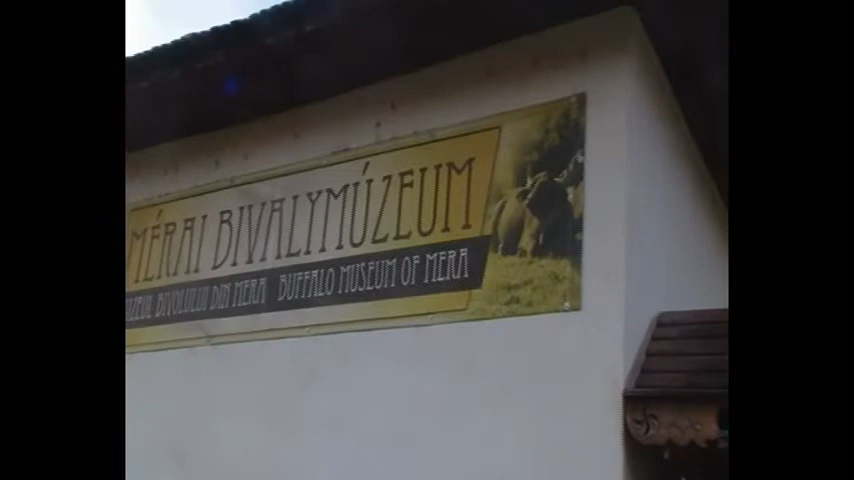 MÉRAI BIVALYMÚZEUM
MUZEUL BIVOLULUI DIN MERA BUFFALO MUSEUM OF MERA